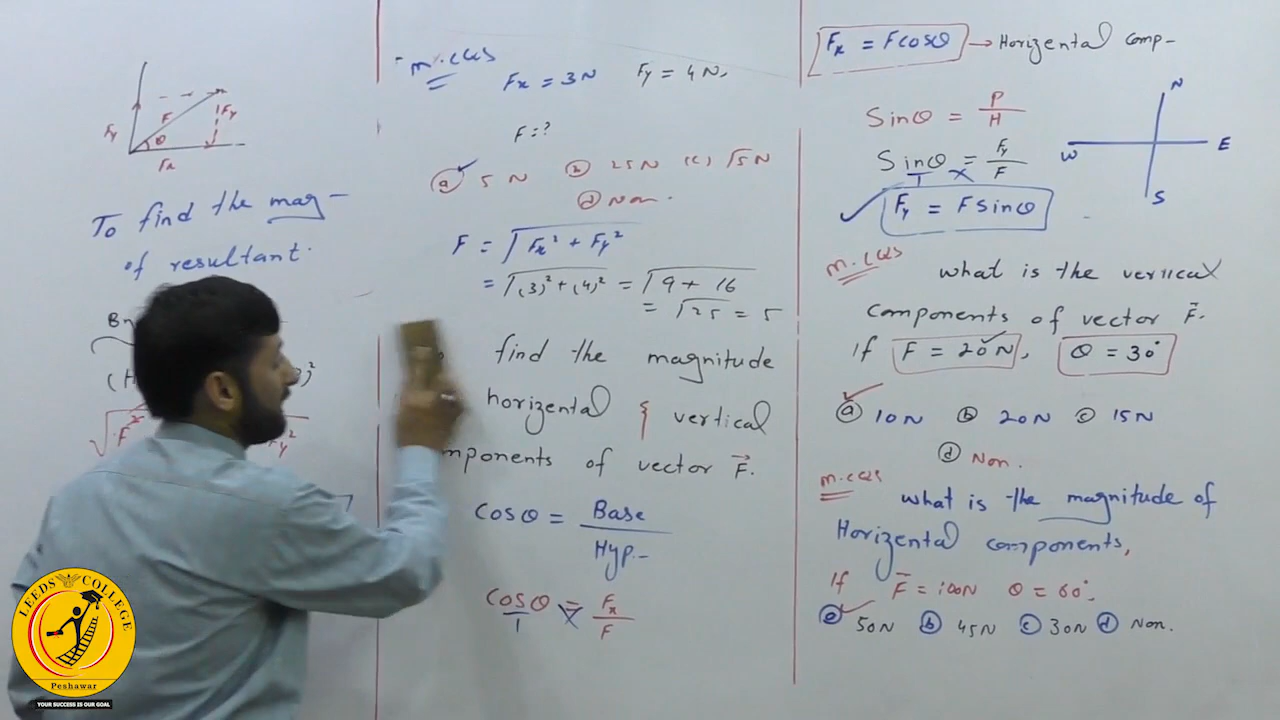 Fy
F
θ
Fy
Fx
To find the mag-
of resultant.
m.cQs
Fx = 3N Fy = 4N,
F = ?
(a) 5 N (b) 25N (c) √5 N
(d) Non.
F = √Fx² + Fy²
= √(3)² + (4)² = √9 + 16
= √25 = 5
find the magnitude
horizental & vertical
mponents of vector F⃗.
Cosθ = Base
Hyp.-
Cosθ = Fx
1 F
Fx = Fcosθ → Horizental Comp-
Sinθ = P
H
Sinθ = Fy
1 F
Fy = Fsinθ
N
W E
S
m.cQs
what is the vertical
components of vector F⃗.
If F = 20N, θ = 30°
(a) 10N (b) 20N (c) 15N
(d) Non.
m.cQs
what is the magnitude of
Horizental components,
If F⃗ = 100N θ = 60°.
(a) 50N (b) 45N (c) 30N (d) Non.
LEEDS COLLEGE
Peshawar
YOUR SUCCESS IS OUR GOAL